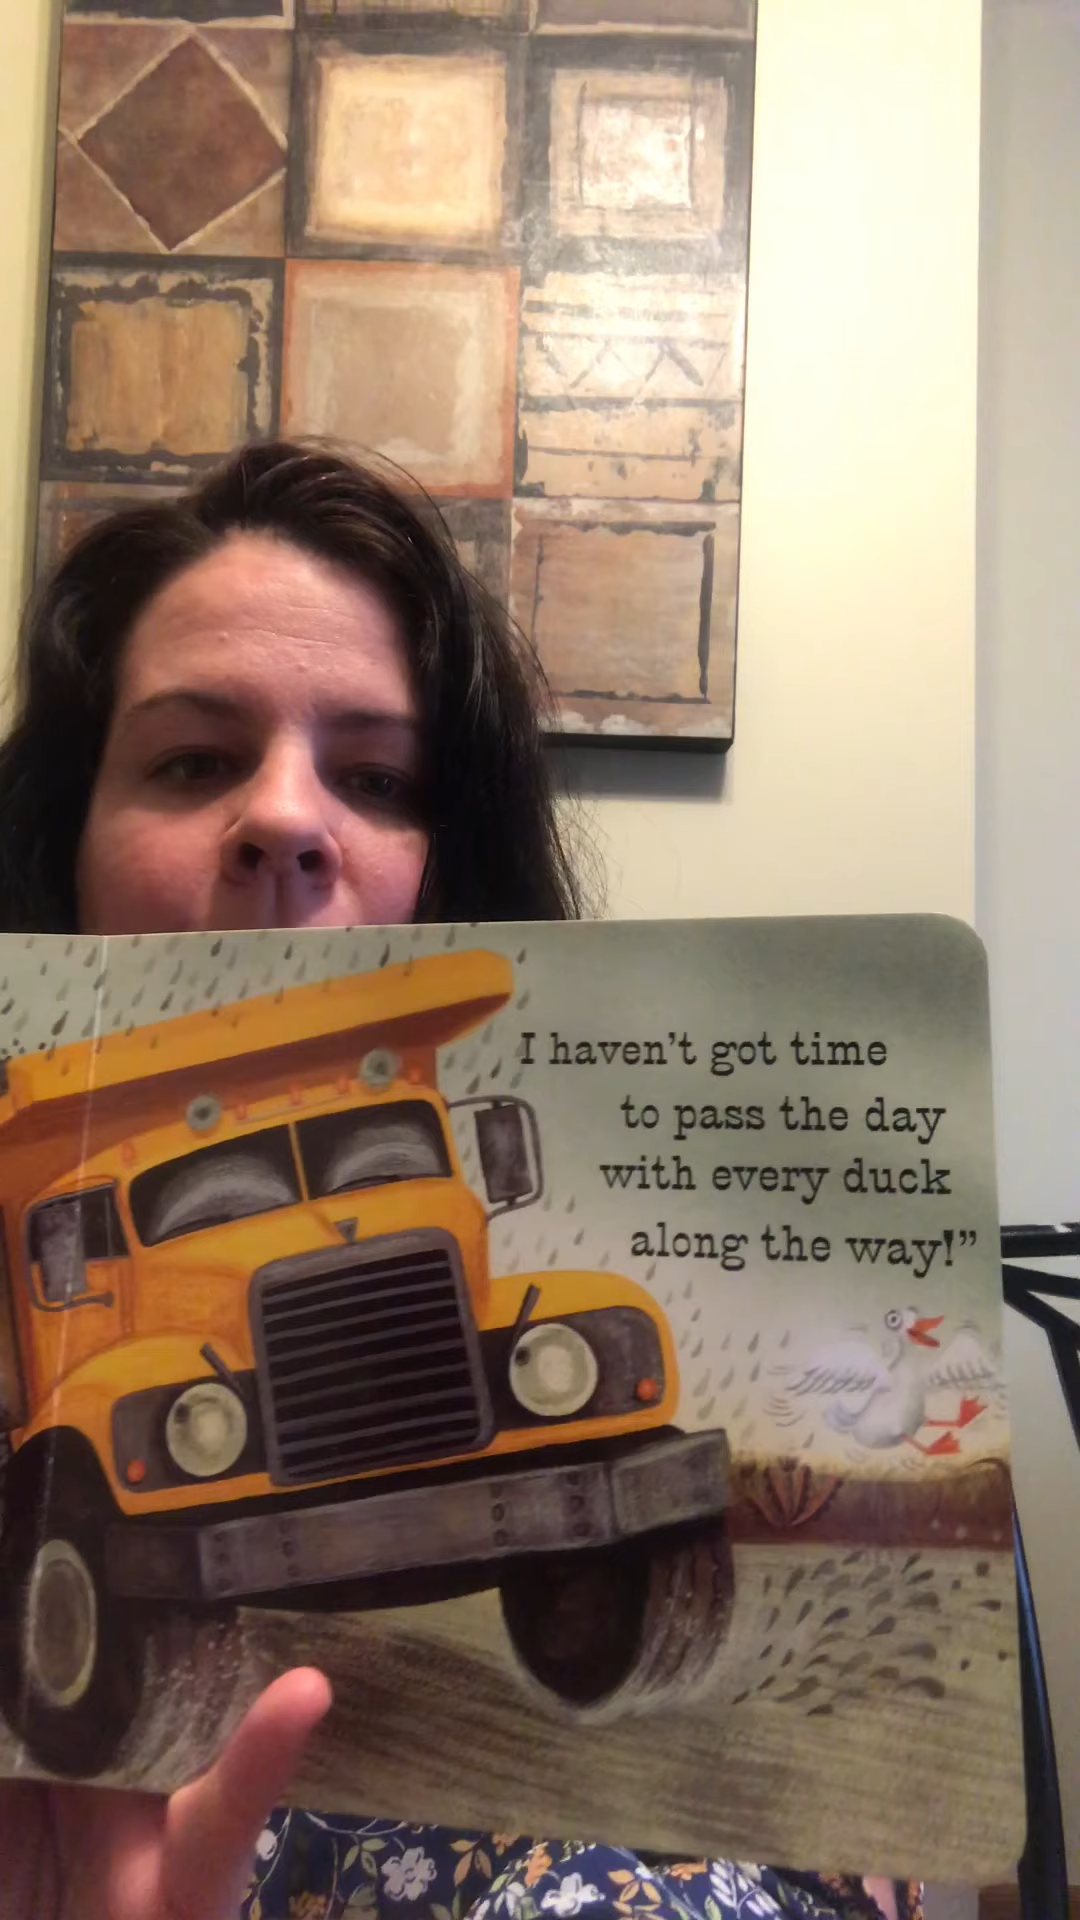 I haven't got time
to pass the day
with every duck
along the way!”